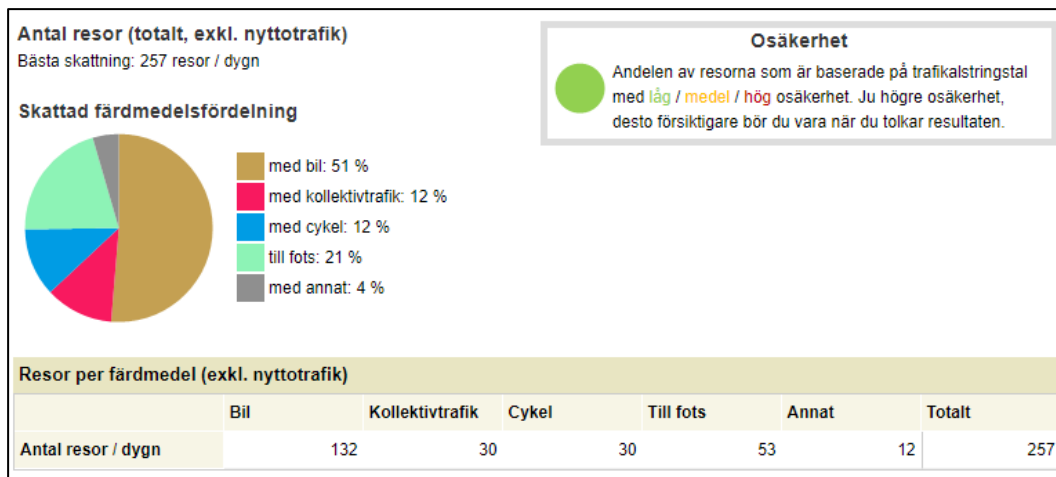 Antal resor (totalt, exkl. nyttotrafik)
Bästa skattning: 257 resor / dygn
Osäkerhet
Andelen av resorna som är baserade på trafikalstringstal
med låg / medel / hög osäkerhet. Ju högre osäkerhet,
desto försiktigare bör du vara när du tolkar resultaten.
Skattad färdmedelsfördelning
med bil: 51 %
med kollektivtrafik: 12 %
med cykel: 12 %
till fots: 21 %
med annat: 4 %
Resor per färdmedel (exkl. nyttotrafik)
Bil Kollektivtrafik Cykel Till fots Annat Totalt
Antal resor / dygn 132 30 30 53 12 257